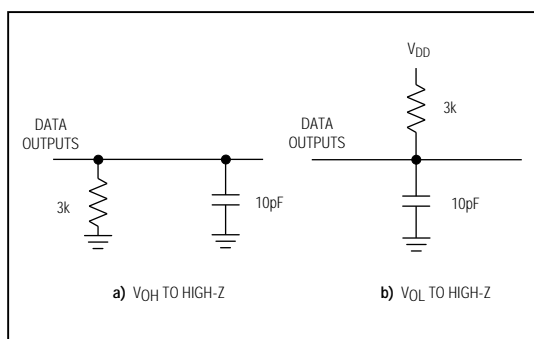 DATA
OUTPUTS
3k
10pF
a) VOH TO HIGH-Z
VDD
3k
DATA
OUTPUTS
10pF
b) VOL TO HIGH-Z